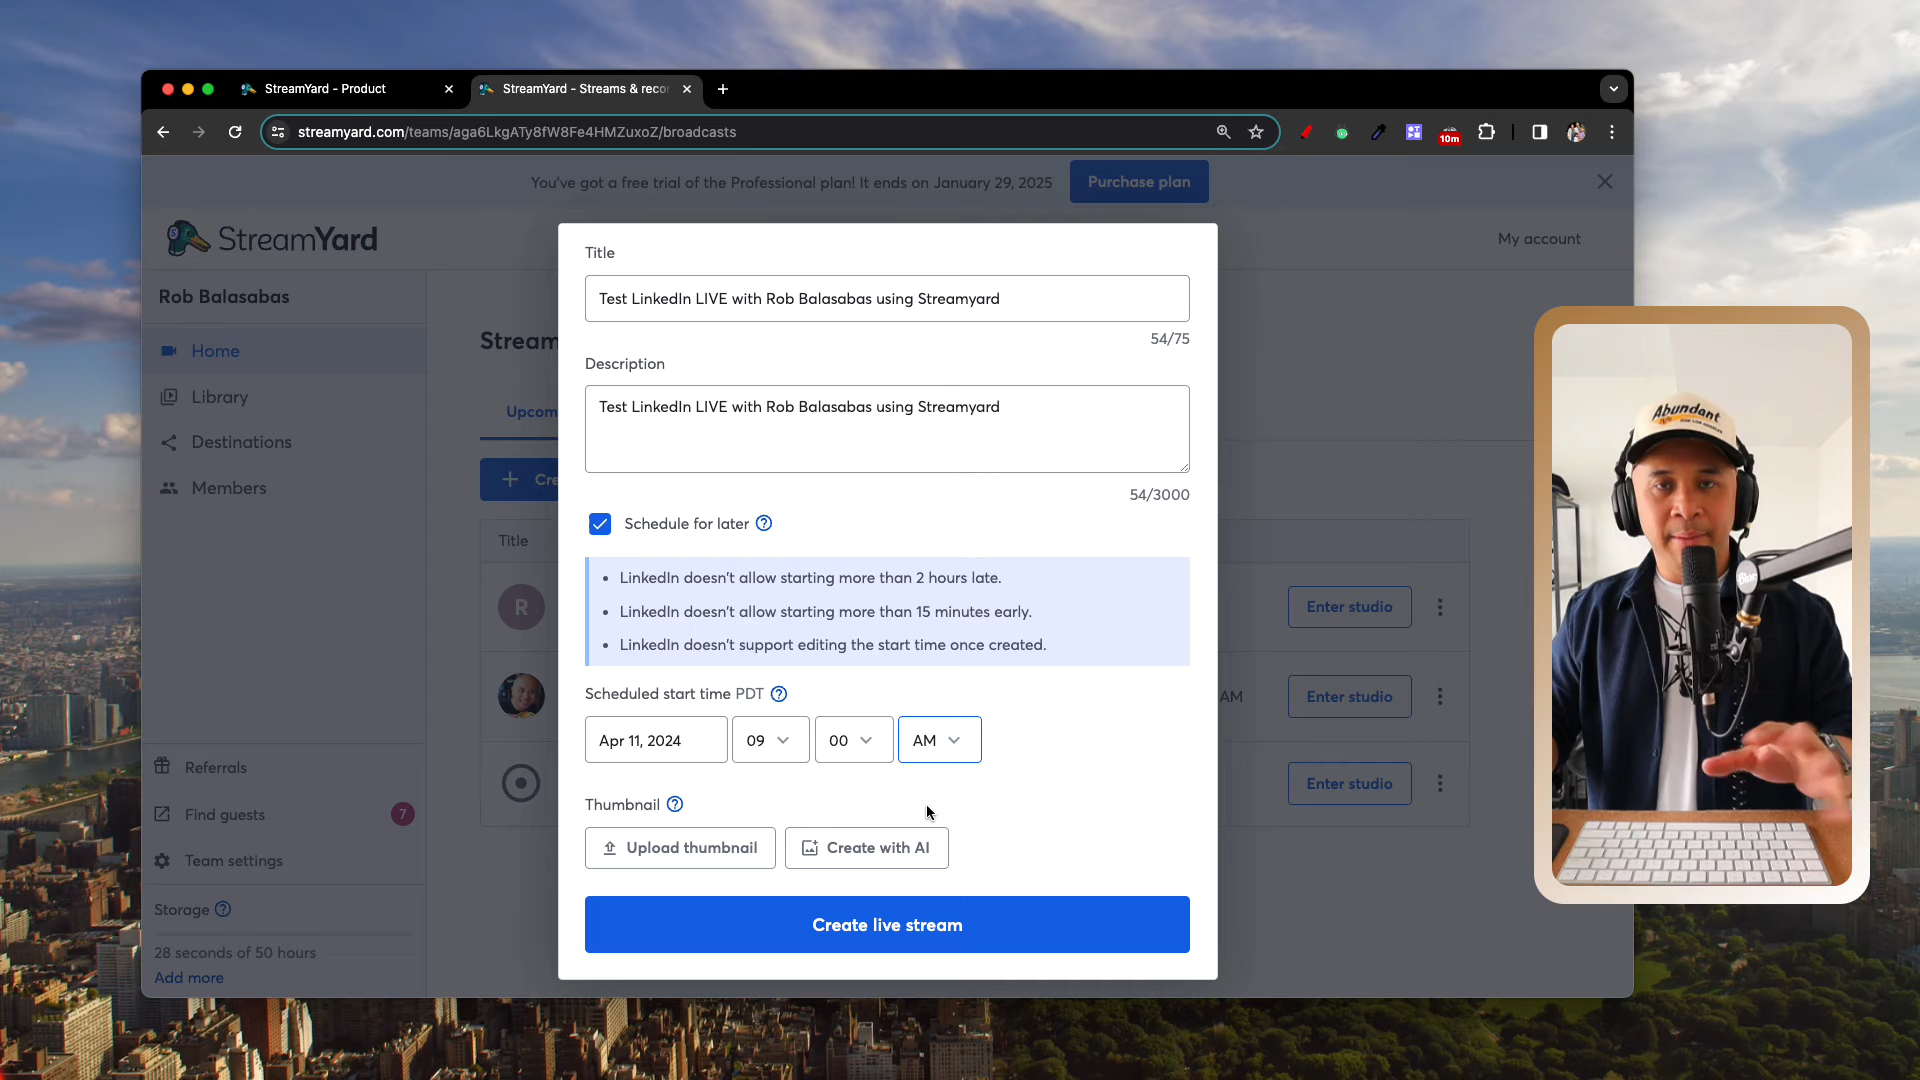 StreamYard - Product
StreamYard - Streams & reco
streamyard.com/teams/aga6LkgATy8fW8Fe4HMZuxoZ/broadcasts
10m
You've got a free trial of the Professional plan! It ends on January 29, 2025
Purchase plan
StreamYard
My account
Rob Balasabas
Home
Library
Destinations
Members
Referrals
Find guests
7
Team settings
Storage
28 seconds of 50 hours
Add more
Stream
Upcom
Cre
Title
R
Enter studio
AM
Enter studio
Enter studio
Title
Test LinkedIn LIVE with Rob Balasabas using Streamyard
54/75
Description
Test LinkedIn LIVE with Rob Balasabas using Streamyard
54/3000
Schedule for later
LinkedIn doesn't allow starting more than 2 hours late.
LinkedIn doesn't allow starting more than 15 minutes early.
LinkedIn doesn't support editing the start time once created.
Scheduled start time PDT
Apr 11, 2024
09
00
AM
Thumbnail
Upload thumbnail
Create with AI
Create live stream
Abundant
Blue